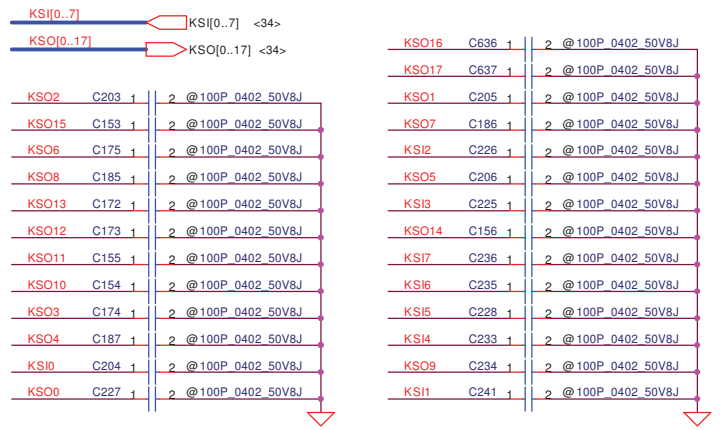 KSI[0..7]
KSI[0..7] <34>
KSO[0..17]
KSO[0..17] <34>
KSO2 C203 1 2 @100P_0402_50V8J
KSO15 C153 1 2 @100P_0402_50V8J
KSO6 C175 1 2 @100P_0402_50V8J
KSO8 C185 1 2 @100P_0402_50V8J
KSO13 C172 1 2 @100P_0402_50V8J
KSO12 C173 1 2 @100P_0402_50V8J
KSO11 C155 1 2 @100P_0402_50V8J
KSO10 C154 1 2 @100P_0402_50V8J
KSO3 C174 1 2 @100P_0402_50V8J
KSO4 C187 1 2 @100P_0402_50V8J
KSI0 C204 1 2 @100P_0402_50V8J
KSO0 C227 1 2 @100P_0402_50V8J
KSO16 C636 1 2 @100P_0402_50V8J
KSO17 C637 1 2 @100P_0402_50V8J
KSO1 C205 1 2 @100P_0402_50V8J
KSO7 C186 1 2 @100P_0402_50V8J
KSI2 C226 1 2 @100P_0402_50V8J
KSO5 C206 1 2 @100P_0402_50V8J
KSI3 C225 1 2 @100P_0402_50V8J
KSO14 C156 1 2 @100P_0402_50V8J
KSI7 C236 1 2 @100P_0402_50V8J
KSI6 C235 1 2 @100P_0402_50V8J
KSI5 C228 1 2 @100P_0402_50V8J
KSI4 C233 1 2 @100P_0402_50V8J
KSO9 C234 1 2 @100P_0402_50V8J
KSI1 C241 1 2 @100P_0402_50V8J